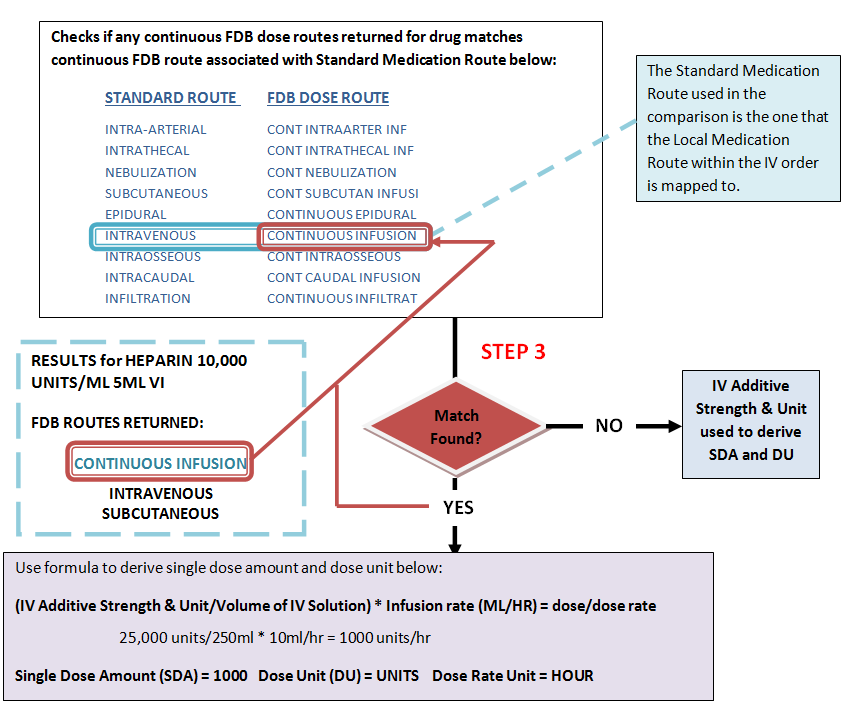 Checks if any continuous FDB dose routes returned for drug matches
continuous FDB route associated with Standard Medication Route below:
STANDARD ROUTE FDB DOSE ROUTE
INTRA-ARTERIAL CONT INTRAARTER INF
INTRATHECAL CONT INTRATHECAL INF
NEBULIZATION CONT NEBULIZATION
SUBCUTANEOUS CONT SUBCUTAN INFUSI
EPIDURAL CONTINUOUS EPIDURAL
INTRAVENOUS CONTINUOUS INFUSION
INTRAOSSEOUS CONT INTRAOSSEOUS
INTRACAUDAL CONT CAUDAL INFUSION
INFILTRATION CONTINUOUS INFILTRAT
The Standard Medication
Route used in the
comparison is the one that
the Local Medication
Route within the IV order
is mapped to.
STEP 3
RESULTS for HEPARIN 10,000
UNITS/ML 5ML VI
FDB ROUTES RETURNED:
CONTINUOUS INFUSION
INTRAVENOUS
SUBCUTANEOUS
Match
Found?
NO
IV Additive
Strength & Unit
used to derive
SDA and DU
YES
Use formula to derive single dose amount and dose unit below:
(IV Additive Strength & Unit/Volume of IV Solution) * Infusion rate (ML/HR) = dose/dose rate
25,000 units/250ml * 10ml/hr = 1000 units/hr
Single Dose Amount (SDA) = 1000 Dose Unit (DU) = UNITS Dose Rate Unit = HOUR